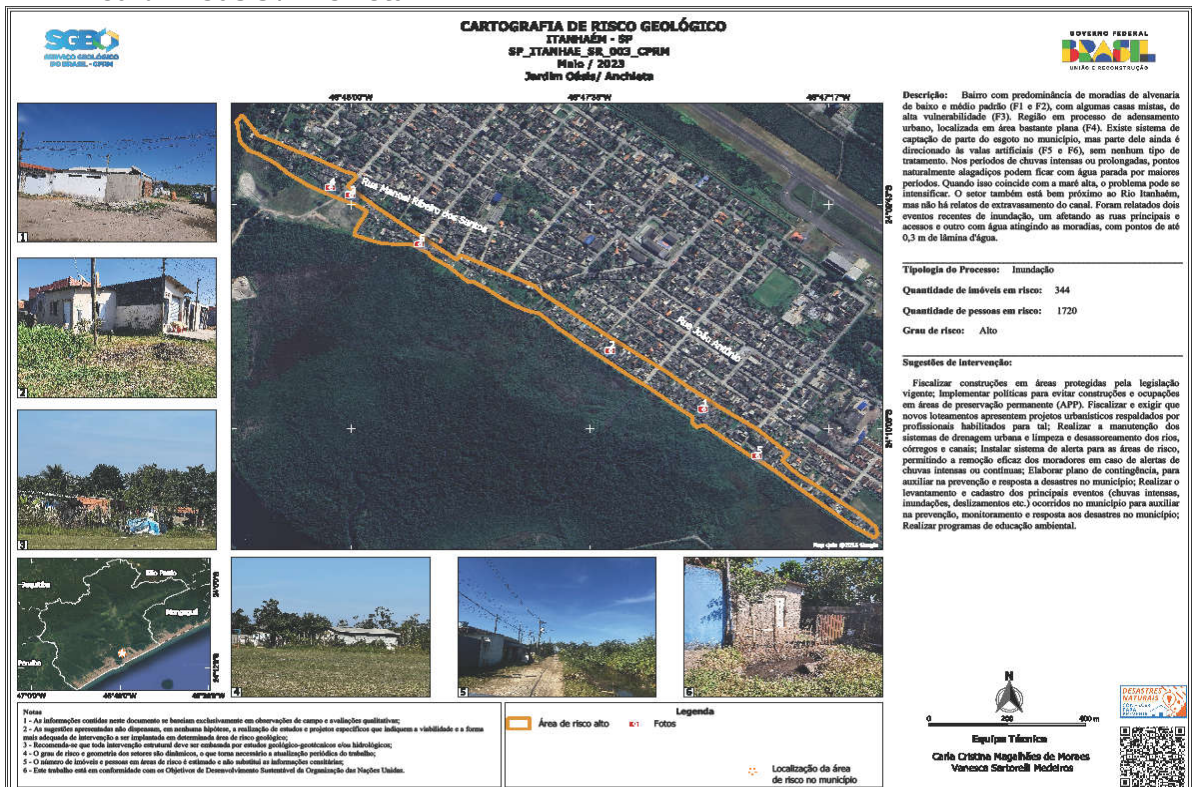 CARTOGRAFIA DE RISCO GEOLÓGICO
ITANHAÉM - SP
SP_ITANHAE_SR_003_CPRM
Maio / 2023
Jardim Oásis/ Anchieta
SERVIÇO GEOLÓGICO
DO BRASIL - CPRM
GOVERNO FEDERAL
BRASIL
UNIÃO E RECONSTRUÇÃO
46°47'38"W
46°47'17"W
Rua Manoel Ribeiro dos Santos
Rua João Antônio
1
2
3
4
5
6
Descrição: Bairro com predominância de moradias de alvenaria
de baixo e médio padrão (F1 e F2), com algumas casas mistas, de
alta vulnerabilidade (F3). Região em processo de adensamento
urbano, localizada em área bastante plana (F4). Existe sistema de
captação de parte do esgoto no município, mas parte dele ainda é
direcionado às valas artificiais (F5 e F6), sem nenhum tipo de
tratamento. Nos períodos de chuvas intensas ou prolongadas, pontos
naturalmente alagadiços podem ficar com água parada por maiores
períodos. Quando isso coincide com a maré alta, o problema pode se
intensificar. O setor também está bem próximo ao Rio Itanhaém,
mas não há relatos de extravasamento do canal. Foram relatados dois
eventos recentes de inundação, um afetando as ruas principais e
acessos e outro com água atingindo as moradias, com pontos de até
0,3 m de lâmina d'água.
Tipologia do Processo: Inundação
Quantidade de imóveis em risco: 344
Quantidade de pessoas em risco: 1720
Grau de risco: Alto
Sugestões de intervenção:
Fiscalizar construções em áreas protegidas pela legislação
vigente; Implementar políticas para evitar construções e ocupações
em áreas de preservação permanente (APP). Fiscalizar e exigir que
novos loteamentos apresentem projetos urbanísticos respaldados por
profissionais habilitados para tal; Realizar a manutenção dos
sistemas de drenagem urbana e limpeza e desassoreamento dos rios,
córregos e canais; Instalar sistema de alerta para as áreas de risco,
permitindo a remoção eficaz dos moradores em caso de alertas de
chuvas intensas ou contínuas; Elaborar plano de contingência, para
auxiliar na prevenção e resposta a desastres no município; Realizar o
levantamento e cadastro dos principais eventos (chuvas intensas,
inundações, deslizamentos etc.) ocorridos no município para auxiliar
na prevenção, monitoramento e resposta aos desastres no município;
Realizar programas de educação ambiental.
São Paulo
Mongaguá
Peruíbe
Notas
1 - As informações contidas neste documento se baseiam exclusivamente em observações de campo e avaliações qualitativas;
2 - As sugestões apresentadas não dispensam, em nenhuma hipótese, a realização de estudos e projetos específicos que indiquem a viabilidade e a forma
mais adequada de intervenção a ser implantada em determinada área de risco geológico;
3 - Recomenda-se que toda intervenção estrutural deve ser embasada por estudos geológico-geotécnicos e/ou hidrológicos;
4 - O grau de risco e geometria dos setores são dinâmicos, o que torna necessário a atualização periódica do trabalho;
5 - O número de imóveis e pessoas em áreas de risco é estimado e não substitui as informações censitárias;
6 - Este trabalho está em conformidade com os Objetivos de Desenvolvimento Sustentável da Organização das Nações Unidas.
Legenda
Área de risco alto
Fotos
Localização da área
de risco no município
N
0 200 400 m
Equipe Técnica
Carla Cristina Magalhães de Moraes
Vanesca Sartorelli Medeiros
DESASTRES
NATURAIS